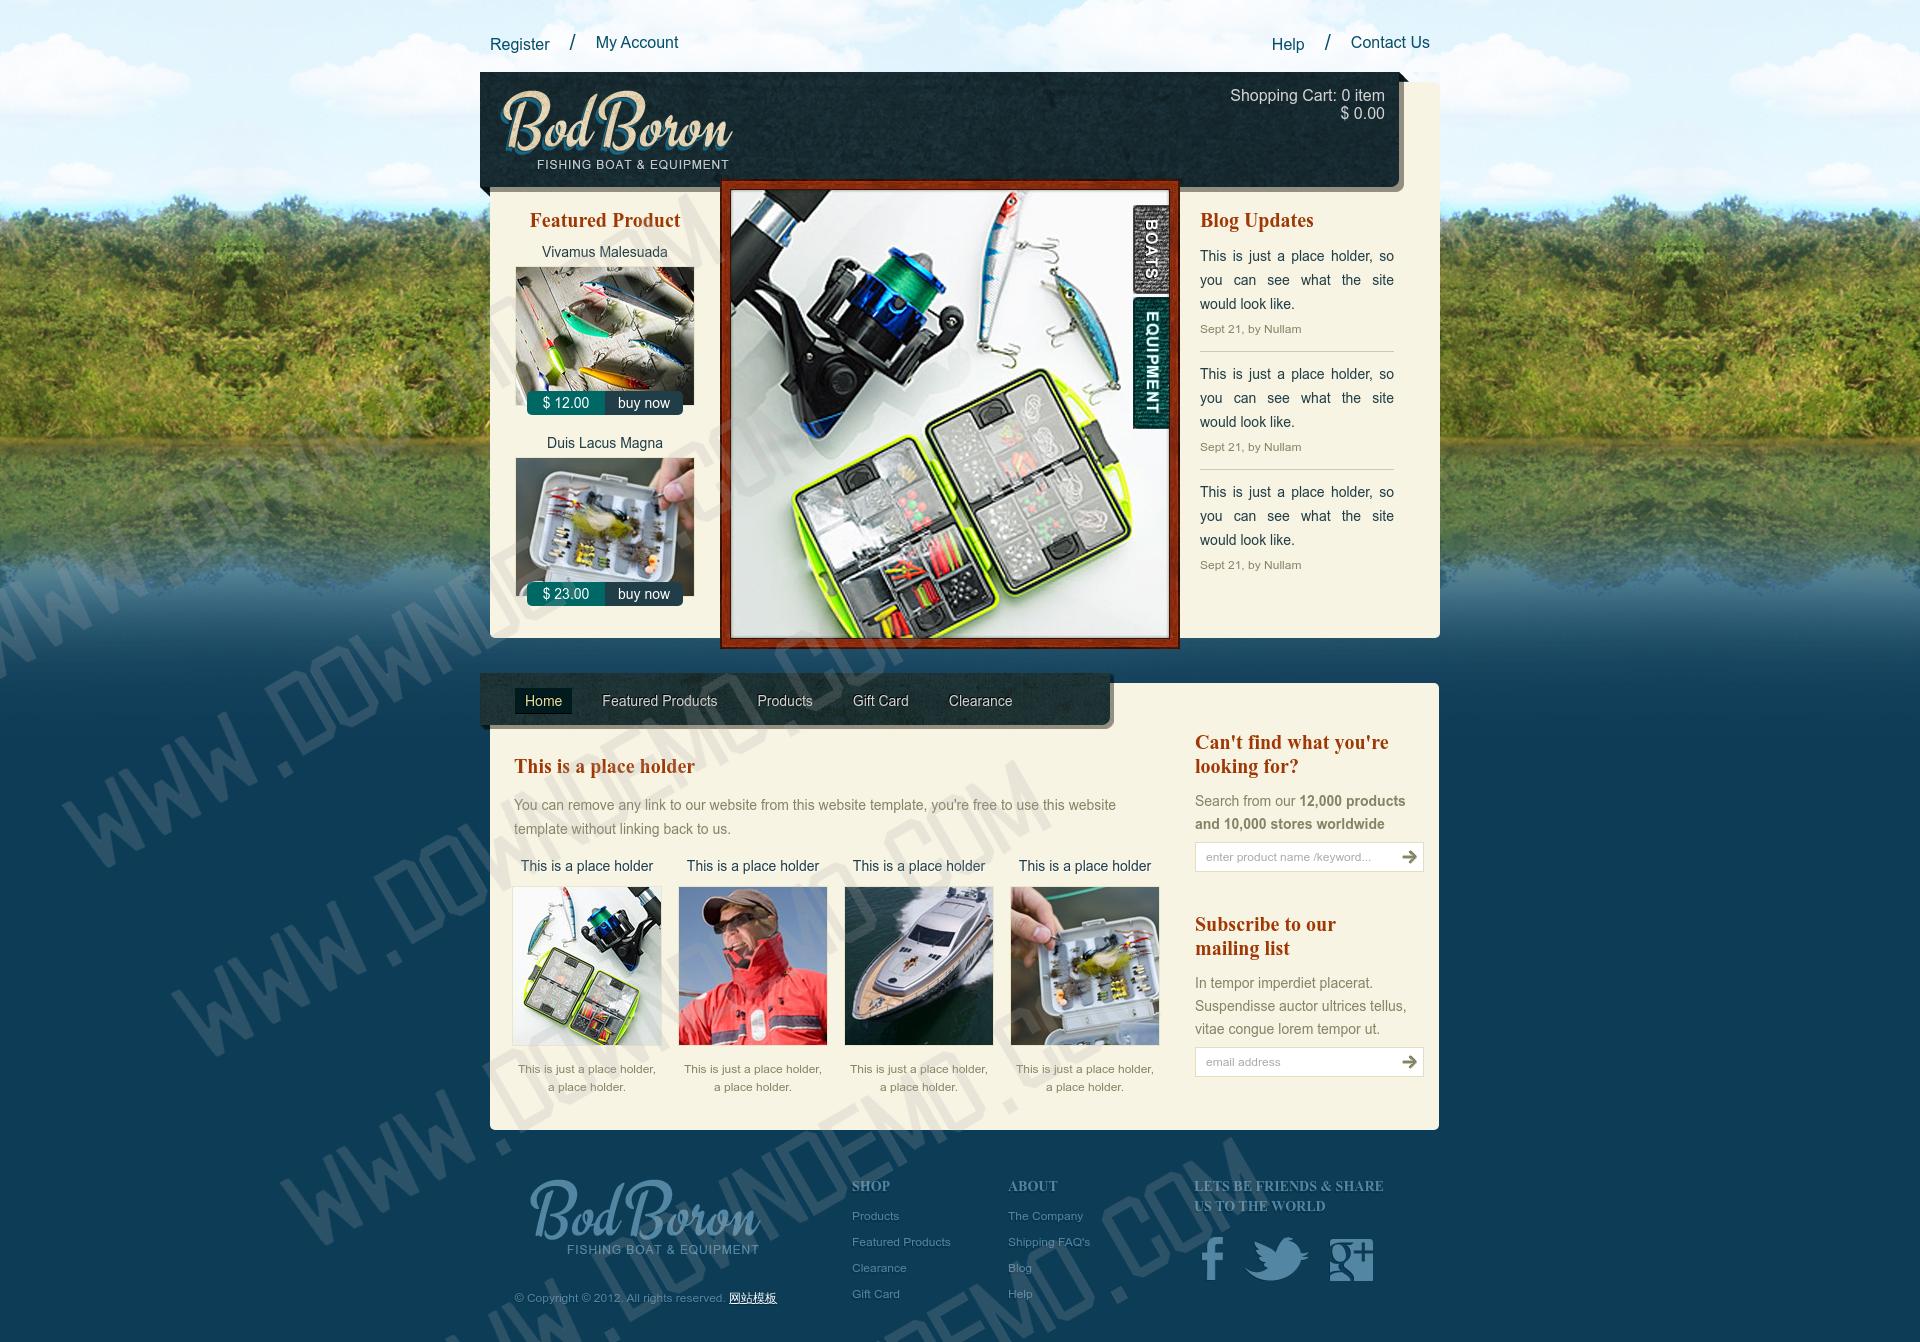 Register / My Account
Help / Contact Us
Bod Boron
FISHING BOAT & EQUIPMENT
Shopping Cart: 0 item
$ 0.00
Featured Product
Vivamus Malesuada
$ 12.00 buy now
Duis Lacus Magna
$ 23.00 buy now
BOATS
EQUIPMENT
Blog Updates
This is just a place holder, so
you can see what the site
would look like.
Sept 21, by Nullam
This is just a place holder, so
you can see what the site
would look like.
Sept 21, by Nullam
This is just a place holder, so
you can see what the site
would look like.
Sept 21, by Nullam
Home Featured Products Products Gift Card Clearance
This is a place holder
You can remove any link to our website from this website template, you're free to use this website
template without linking back to us.
This is a place holder
This is just a place holder,
a place holder.
This is a place holder
This is just a place holder,
a place holder.
This is a place holder
This is just a place holder,
a place holder.
This is a place holder
This is just a place holder,
a place holder.
Can't find what you're
looking for?
Search from our 12,000 products
and 10,000 stores worldwide
enter product name /keyword...
Subscribe to our
mailing list
In tempor imperdiet placerat.
Suspendisse auctor ultrices tellus,
vitae congue lorem tempor ut.
email address
Bod Boron
FISHING BOAT & EQUIPMENT
© Copyright © 2012. All rights reserved. 网站模板
SHOP
Products
Featured Products
Clearance
Gift Card
ABOUT
The Company
Shipping FAQ's
Blog
Help
LETS BE FRIENDS & SHARE
US TO THE WORLD
WWW.DOWNDEMO.COM
WWW.DOWNDEMO.COM
WWW.DOWNDEMO.COM
WWW.DOWNDEMO.COM